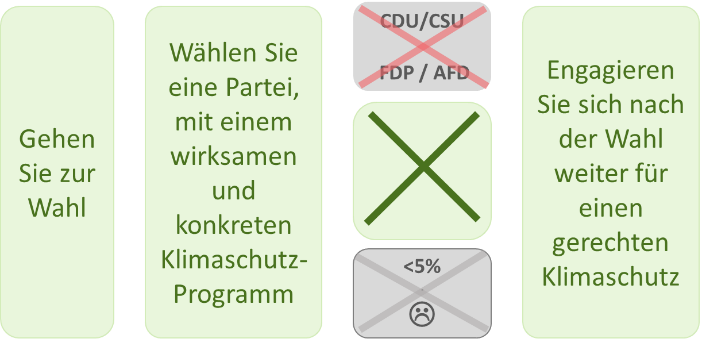 Gehen
Sie zur
Wahl
Wählen Sie
eine Partei,
mit einem
wirksamen
und
konkreten
Klimaschutz-
Programm
CDU/CSU
FDP / AFD
<5%
Engagieren
Sie sich nach
der Wahl
weiter für
einen
gerechten
Klimaschutz